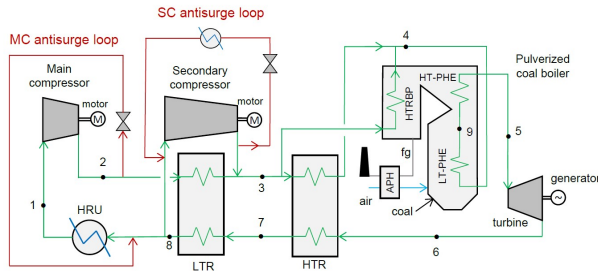 SC antisurge loop
MC antisurge loop
Main
compressor
Secondary
compressor
motor
M
motor
M
4
HT-PHE
HTRBP
9
LT-PHE
Pulverized
coal boiler
5
2
3
fg
APH
air
coal
generator
~
turbine
1
HRU
8
7
6
LTR
HTR